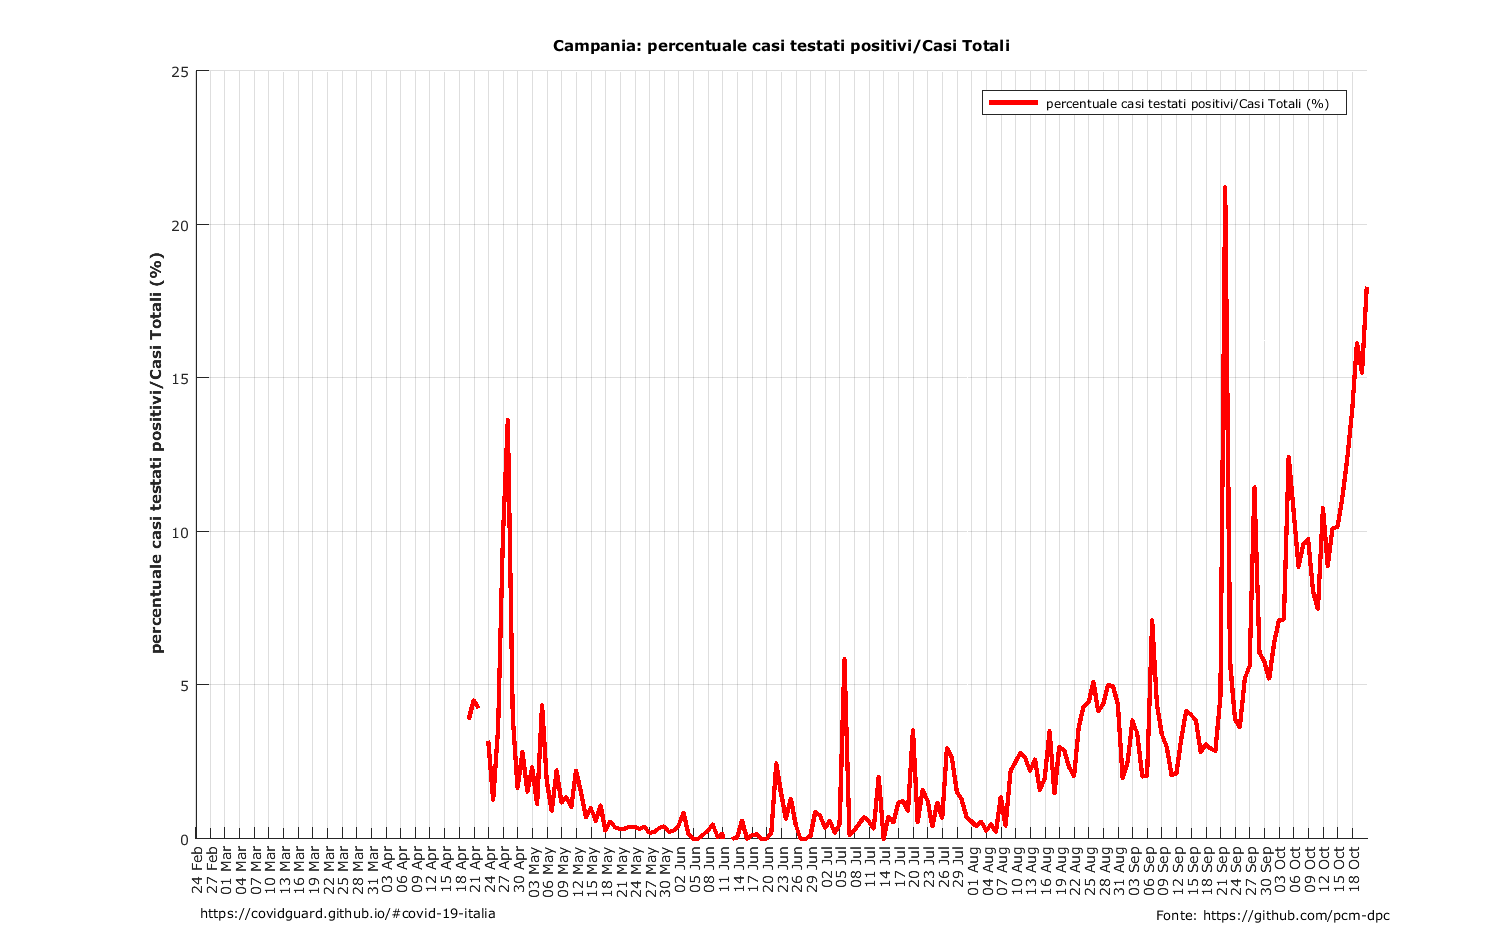 Campania: percentuale casi testati positivi/Casi Totali
percentuale casi testati positivi/Casi Totali (%)
percentuale casi testati positivi/Casi Totali (%)
25
20
15
10
5
0
24 Feb
27 Feb
01 Mar
04 Mar
07 Mar
10 Mar
13 Mar
16 Mar
19 Mar
22 Mar
25 Mar
28 Mar
31 Mar
03 Apr
06 Apr
09 Apr
12 Apr
15 Apr
18 Apr
21 Apr
24 Apr
27 Apr
30 Apr
03 May
06 May
09 May
12 May
15 May
18 May
21 May
24 May
27 May
30 May
02 Jun
05 Jun
08 Jun
11 Jun
14 Jun
17 Jun
20 Jun
23 Jun
26 Jun
29 Jun
02 Jul
05 Jul
08 Jul
11 Jul
14 Jul
17 Jul
20 Jul
23 Jul
26 Jul
29 Jul
01 Aug
04 Aug
07 Aug
10 Aug
13 Aug
16 Aug
19 Aug
22 Aug
25 Aug
28 Aug
31 Aug
03 Sep
06 Sep
09 Sep
12 Sep
15 Sep
18 Sep
21 Sep
24 Sep
27 Sep
30 Sep
03 Oct
06 Oct
09 Oct
12 Oct
15 Oct
18 Oct
https://covidguard.github.io/#covid-19-italia
Fonte: https://github.com/pcm-dpc